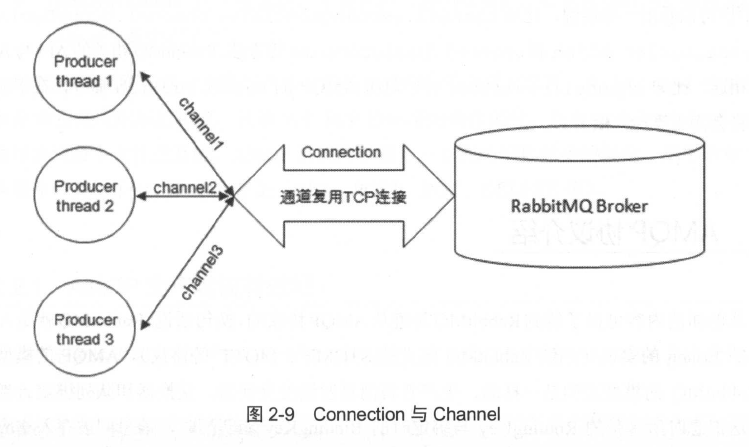 Producer
thread 1
channel1
Connection
Producer
thread 2
channel2
通道复用TCP连接
RabbitMQ Broker
channel3
Producer
thread 3
图 2-9 Connection 与 Channel